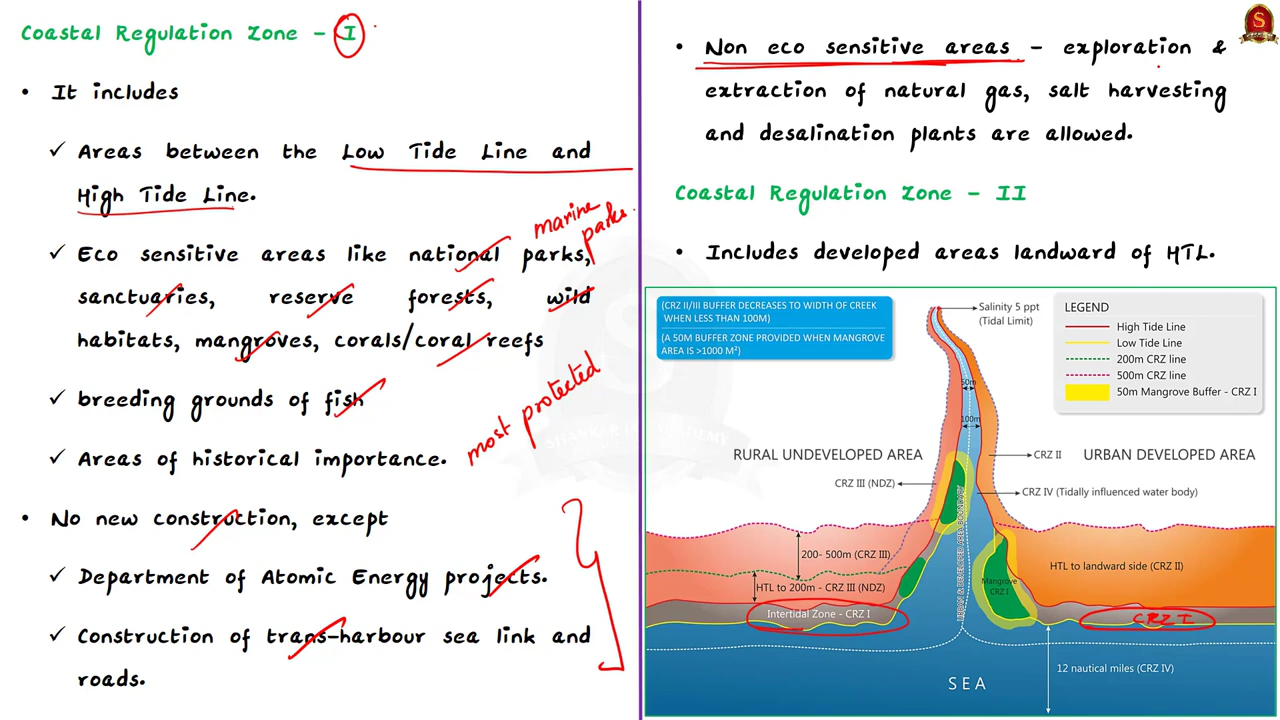 Coastal Regulation Zone - I
• It includes
✓ Areas between the Low Tide Line and
High Tide Line.
✓ Eco sensitive areas like national parks,
marine
parks.
sanctuaries, reserve forests, wild
habitats, mangroves, corals/coral reefs
✓ breeding grounds of fish
✓ Areas of historical importance.
most protected
• No new construction, except
✓ Department of Atomic Energy projects.
✓ Construction of trans-harbour sea link and
roads.
• Non eco sensitive areas - exploration &
extraction of natural gas, salt harvesting
and desalination plants are allowed.
Coastal Regulation Zone - II
• Includes developed areas landward of HTL.
(CRZ II/III BUFFER DECREASES TO WIDTH OF CREEK
WHEN LESS THAN 100M)
(A 50M BUFFER ZONE PROVIDED WHEN MANGROVE
AREA IS >1000 M²)
Salinity 5 ppt
(Tidal Limit)
LEGEND
High Tide Line
Low Tide Line
200m CRZ line
500m CRZ line
50m Mangrove Buffer - CRZ I
50m
100m
RURAL UNDEVELOPED AREA
CRZ II
URBAN DEVELOPED AREA
CRZ III (NDZ)
CRZ IV (Tidally influenced water body)
URBAN & DEVELOPED AREA BOUNDARY
200- 500m (CRZ III)
HTL to 200m - CRZ III (NDZ)
Intertidal Zone - CRZ I
Mangrove
CRZ I
HTL to landward side (CRZ II)
CRZ I
12 nautical miles (CRZ IV)
SEA